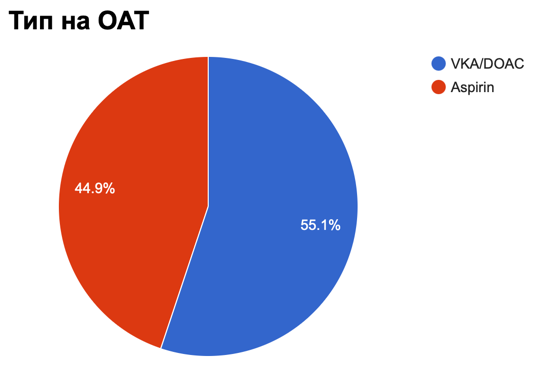 Тип на ОАТ
VKA/DOAC
Aspirin
44.9%
55.1%